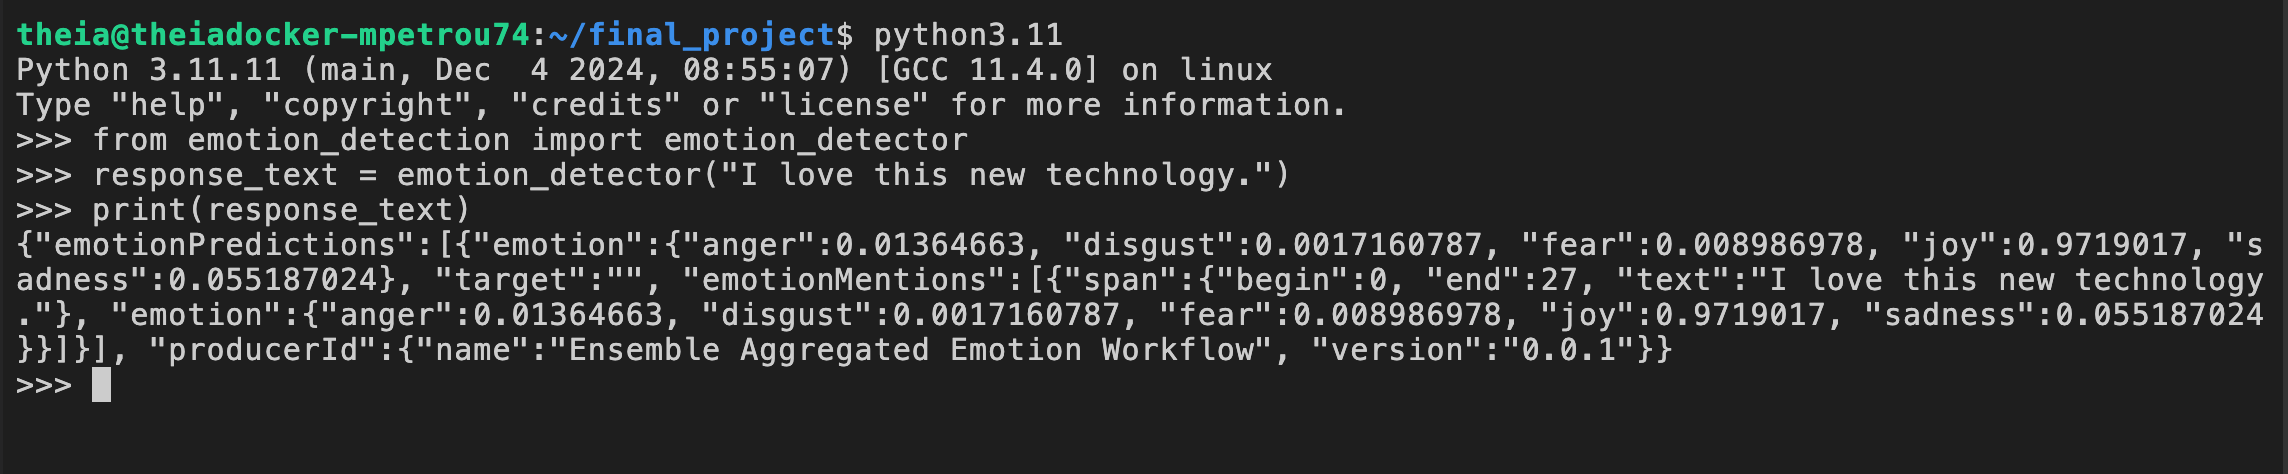 theia@theiadocker-mpetrou74:~/final_project$ python3.11
Python 3.11.11 (main, Dec  4 2024, 08:55:07) [GCC 11.4.0] on linux
Type "help", "copyright", "credits" or "license" for more information.
>>> from emotion_detection import emotion_detector
>>> response_text = emotion_detector("I love this new technology.")
>>> print(response_text)
{"emotionPredictions":[{"emotion":{"anger":0.01364663, "disgust":0.0017160787, "fear":0.008986978, "joy":0.9719017, "s
adness":0.055187024}, "target":"", "emotionMentions":[{"span":{"begin":0, "end":27, "text":"I love this new technology
."}, "emotion":{"anger":0.01364663, "disgust":0.0017160787, "fear":0.008986978, "joy":0.9719017, "sadness":0.055187024
}}]}], "producerId":{"name":"Ensemble Aggregated Emotion Workflow", "version":"0.0.1"}}
>>>